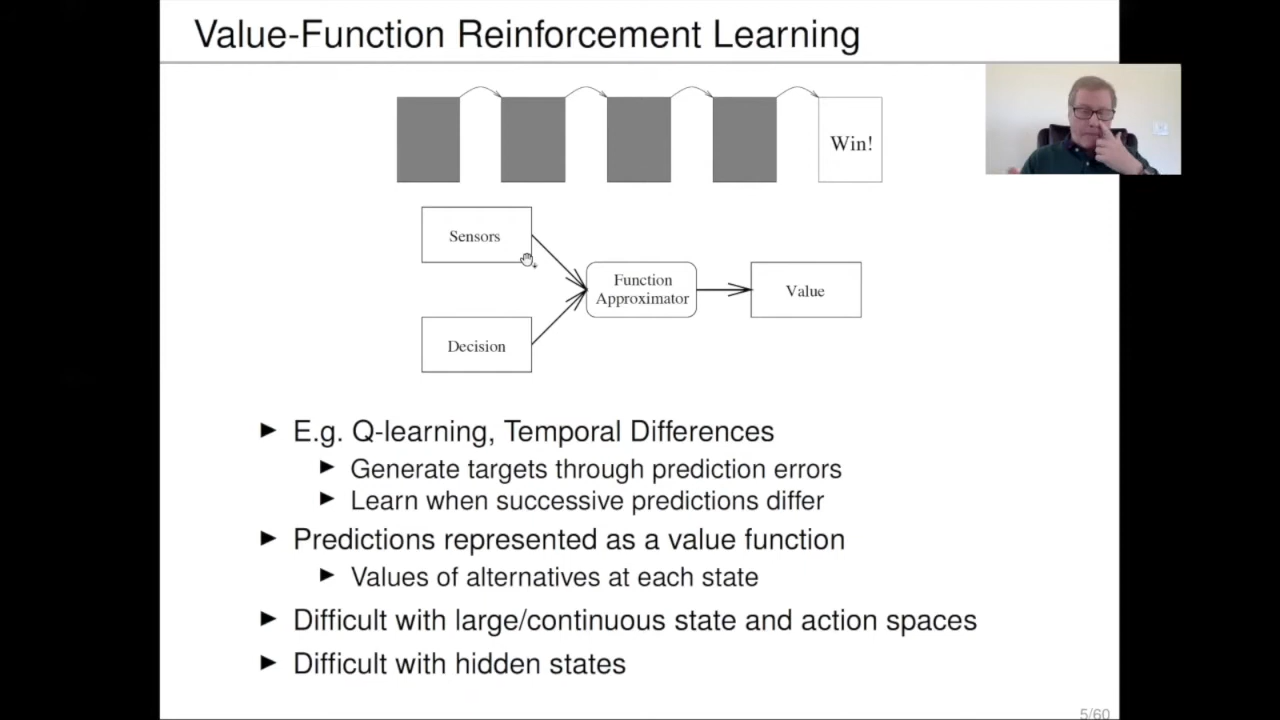 Value-Function Reinforcement Learning
Win!
Sensors
Function
Approximator
Value
Decision
E.g. Q-learning, Temporal Differences
Generate targets through prediction errors
Learn when successive predictions differ
Predictions represented as a value function
Values of alternatives at each state
Difficult with large/continuous state and action spaces
Difficult with hidden states
5/60